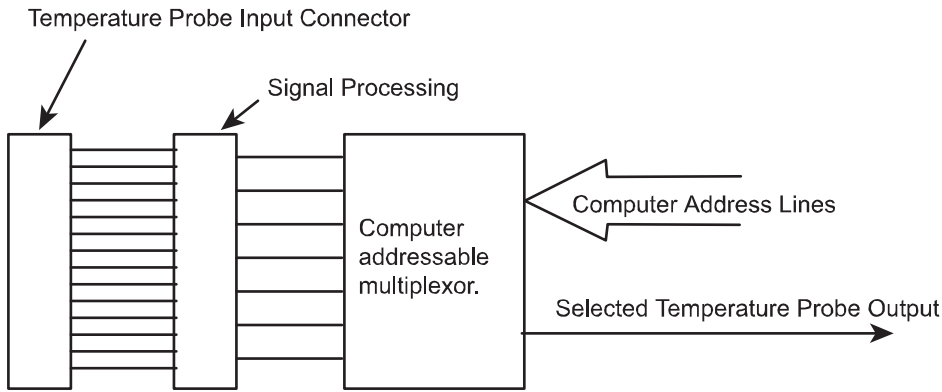 Temperature Probe Input Connector
Signal Processing
Computer
addressable
multiplexor.
Computer Address Lines
Selected Temperature Probe Output